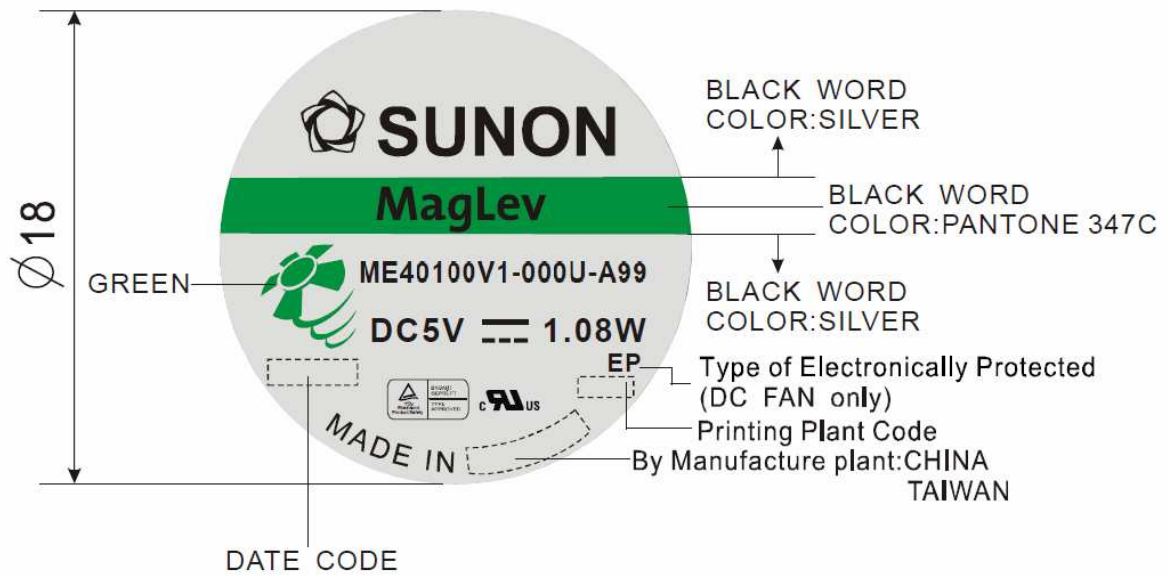 SUNON
MagLev
ME40100V1-000U-A99
DC5V 1.08W
EP
c US
MADE IN
Ø18
GREEN
DATE CODE
BLACK WORD
COLOR:SILVER
BLACK WORD
COLOR:PANTONE 347C
BLACK WORD
COLOR:SILVER
Type of Electronically Protected
(DC FAN only)
Printing Plant Code
By Manufacture plant:CHINA
TAIWAN